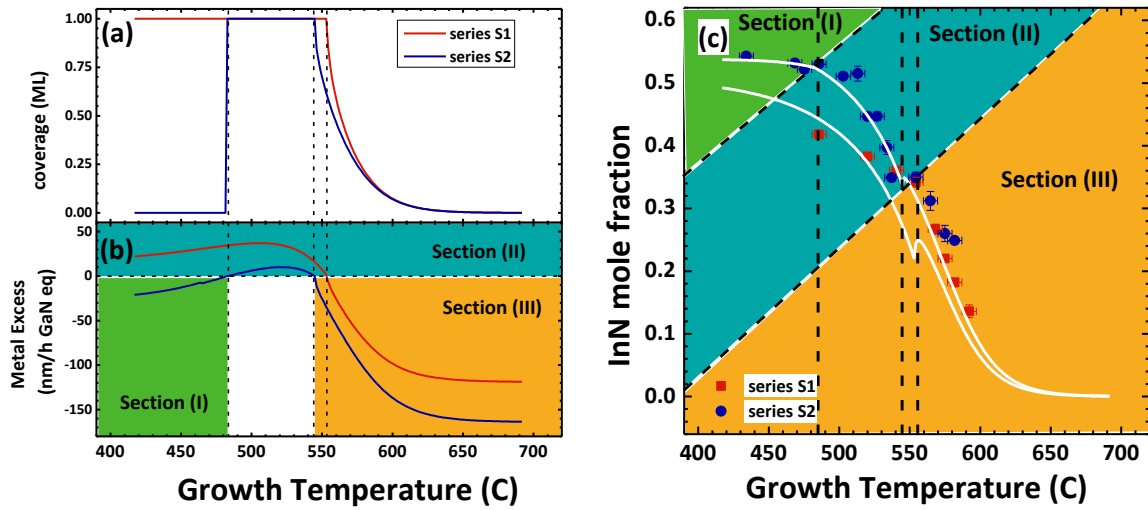 (a)
series S1
series S2
1.00
0.75
0.50
0.25
0.00
coverage (ML)
(b)
Section (II)
Section (III)
Section (I)
50
0
-50
-100
-150
Metal Excess
(nm/h GaN eq)
400 450 500 550 600 650 700
Growth Temperature (C)
(c)
Section (I)
Section (II)
Section (III)
series S1
series S2
0.6
0.5
0.4
0.3
0.2
0.1
0.0
InN mole fraction
400 450 500 550 600 650 700
Growth Temperature (C)